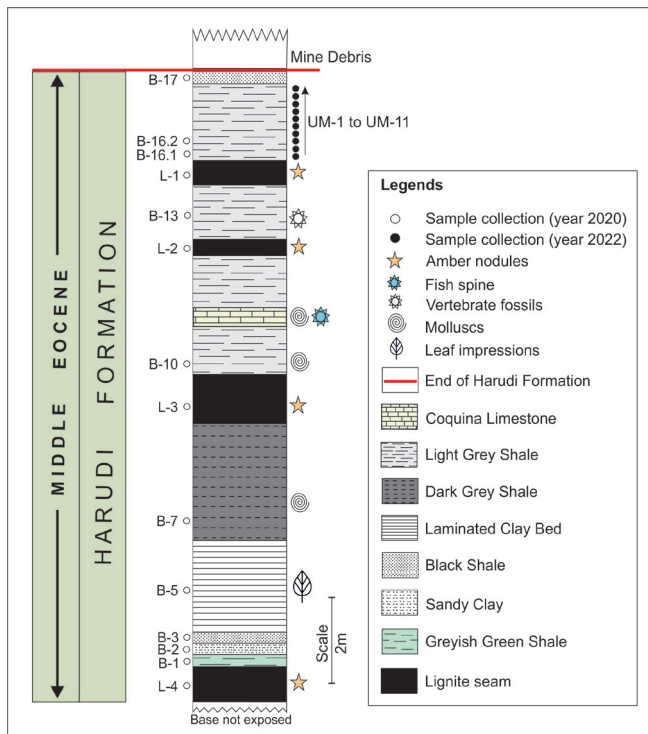 Mine Debris
B-17
UM-1 to UM-11
B-16.2
B-16.1
L-1
B-13
L-2
B-10
L-3
B-7
B-5
B-3
B-2
B-1
L-4
Base not exposed
Scale
2m
MIDDLE EOCENE
HARUDI FORMATION
Legends
Sample collection (year 2020)
Sample collection (year 2022)
Amber nodules
Fish spine
Vertebrate fossils
Molluscs
Leaf impressions
End of Harudi Formation
Coquina Limestone
Light Grey Shale
Dark Grey Shale
Laminated Clay Bed
Black Shale
Sandy Clay
Greyish Green Shale
Lignite seam